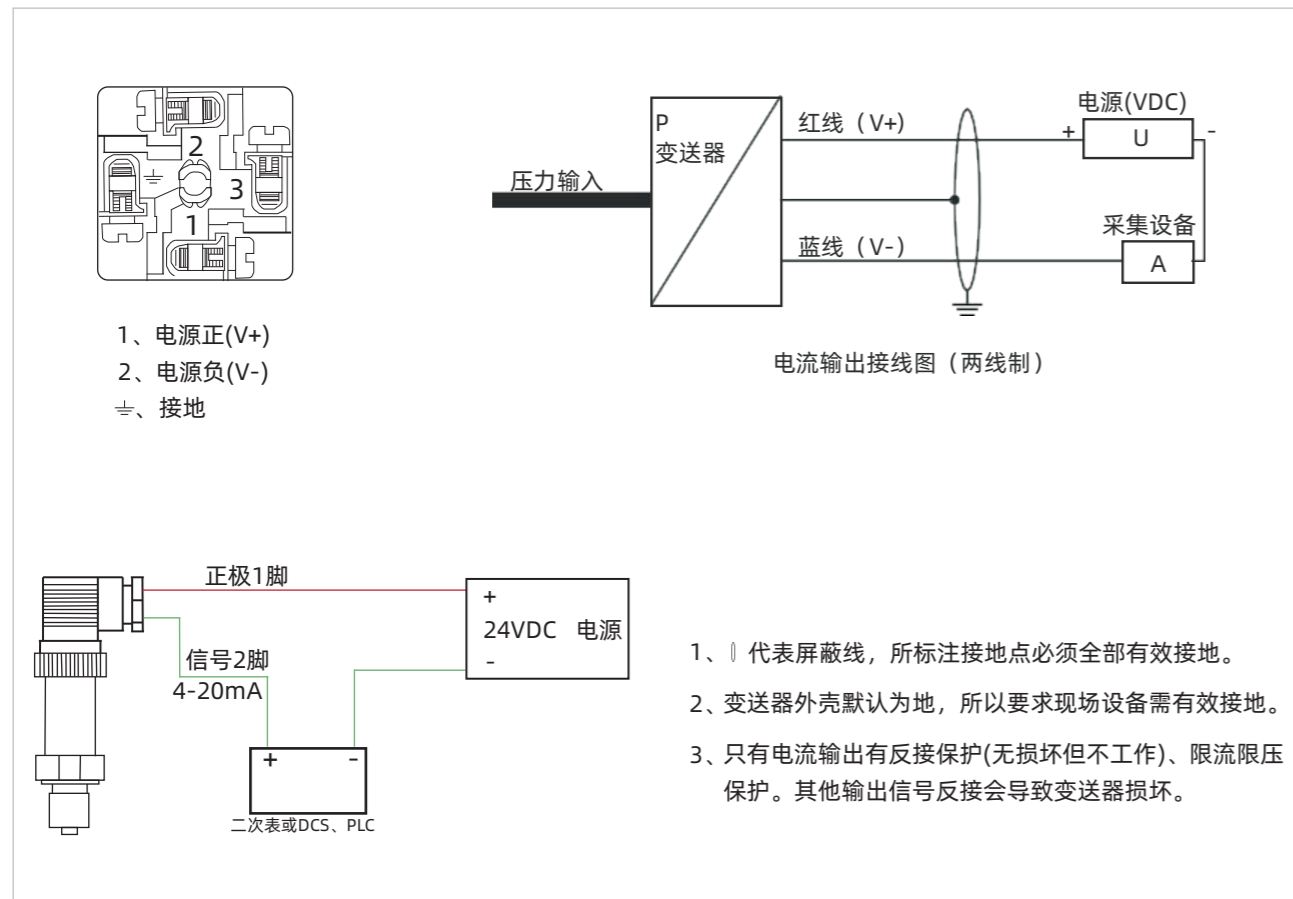 2
3
1
1、电源正(V+)
2、电源负(V-)
⏚、接地
压力输入
P
变送器
红线（V+)
蓝线（V-）
电源(VDC)
+
U
-
采集设备
A
电流输出接线图（两线制）
正极1脚
信号2脚
4-20mA
+
24VDC 电源
-
+ -
二次表或DCS、PLC
1、 代表屏蔽线，所标注接地点必须全部有效接地。
2、变送器外壳默认为地，所以要求现场设备需有效接地。
3、只有电流输出有反接保护(无损坏但不工作)、限流限压
保护。其他输出信号反接会导致变送器损坏。